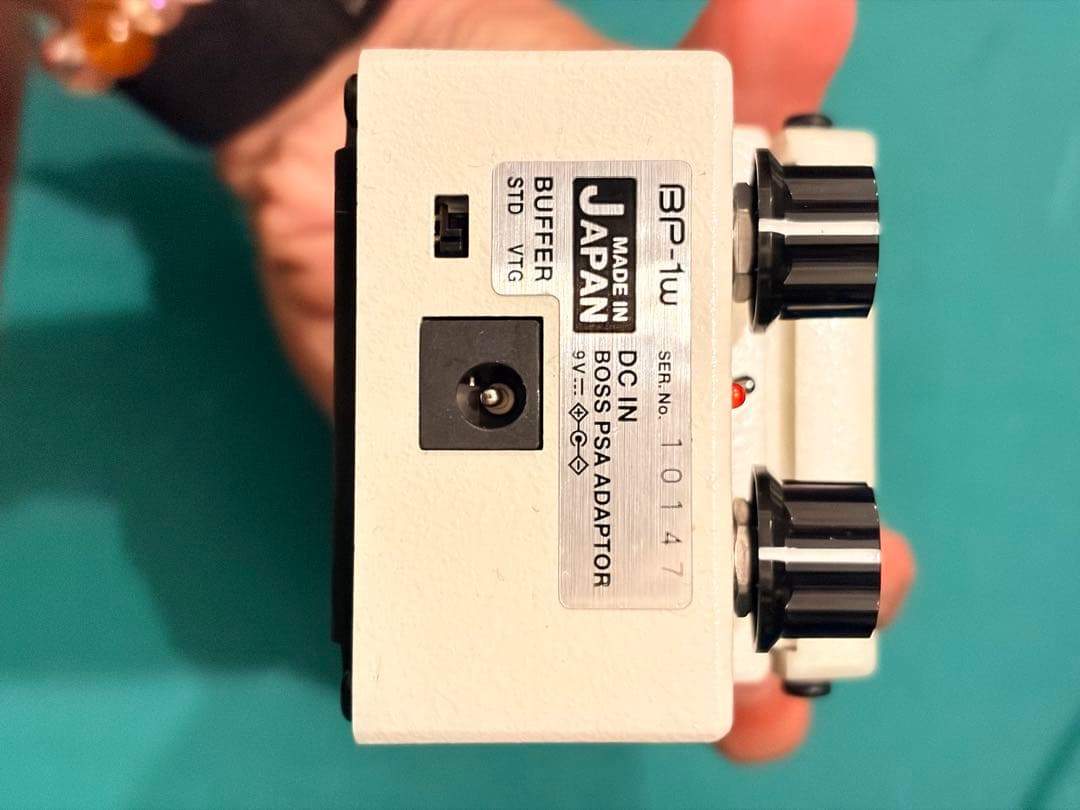 BP-1W SER. No. 10147
MADE IN
JAPAN
DC IN
BOSS PSA ADAPTOR
9V
BUFFER
STD VTG